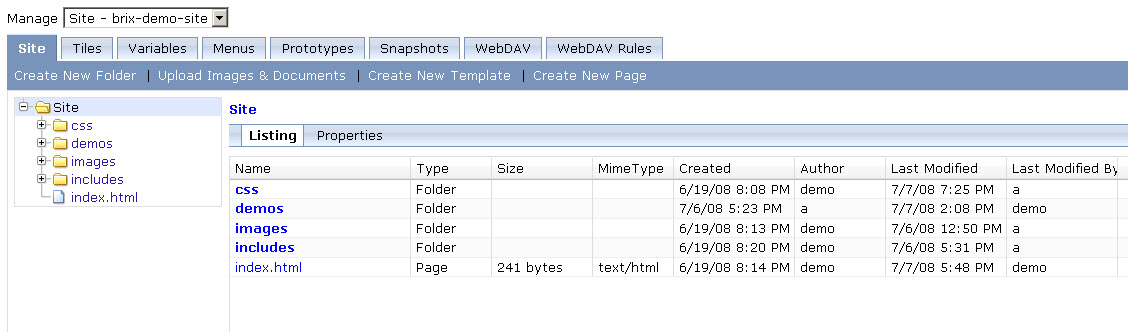 Manage Site - brix-demo-site
Site Tiles Variables Menus Prototypes Snapshots WebDAV WebDAV Rules
Create New Folder | Upload Images & Documents | Create New Template | Create New Page
Site
css
demos
images
includes
index.html
Site
Listing Properties
Name Type Size MimeType Created Author Last Modified Last Modified By
css Folder 6/19/08 8:08 PM demo 7/7/08 7:25 PM a
demos Folder 7/6/08 5:23 PM a 7/7/08 2:08 PM demo
images Folder 6/19/08 8:13 PM demo 7/6/08 12:50 PM a
includes Folder 6/19/08 8:20 PM demo 7/6/08 5:31 PM a
index.html Page 241 bytes text/html 6/19/08 8:14 PM demo 7/7/08 5:48 PM demo